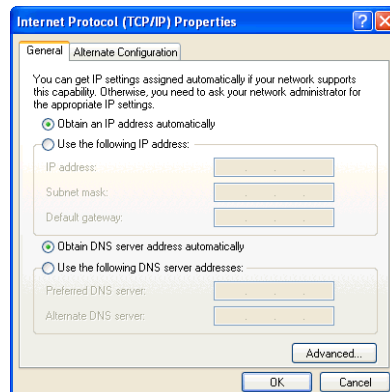 Internet Protocol (TCP/IP) Properties
General
Alternate Configuration
You can get IP settings assigned automatically if your network supports
this capability. Otherwise, you need to ask your network administrator for
the appropriate IP settings.
Obtain an IP address automatically
Use the following IP address:
IP address:
Subnet mask:
Default gateway:
Obtain DNS server address automatically
Use the following DNS server addresses:
Preferred DNS server:
Alternate DNS server:
Advanced...
OK
Cancel